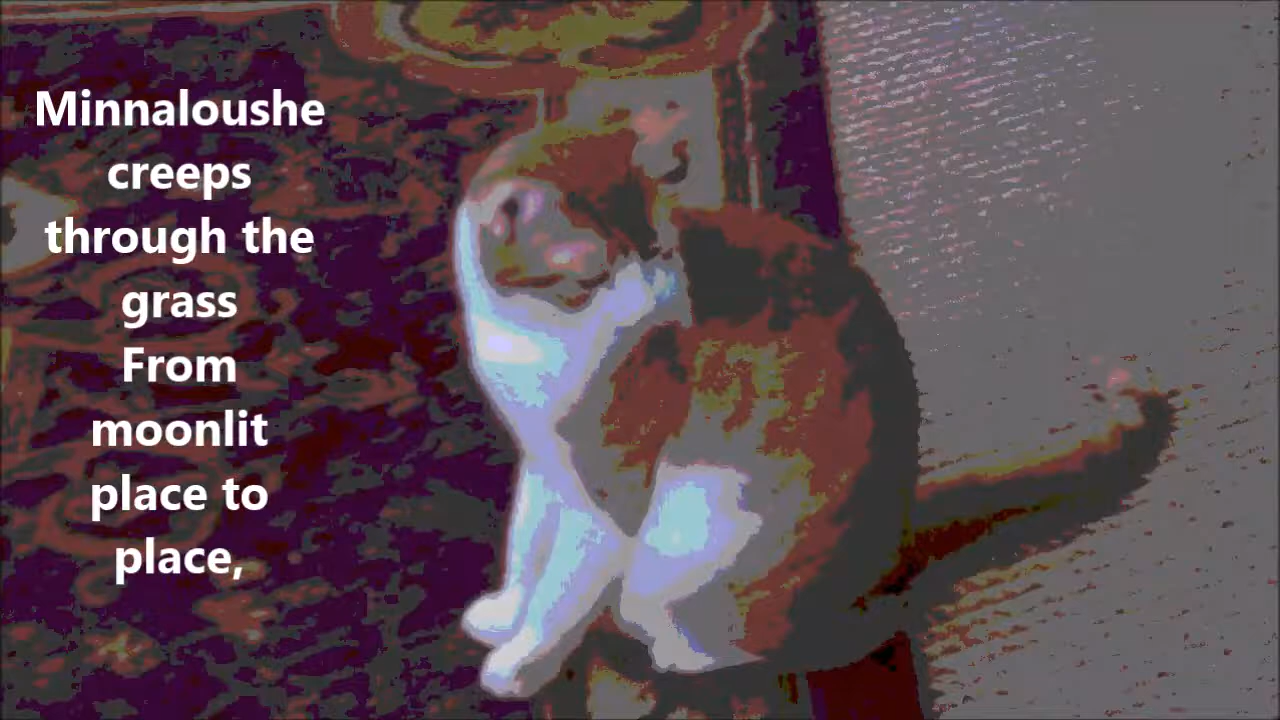 Minnaloushe
creeps
through the
grass
From
moonlit
place to
place,